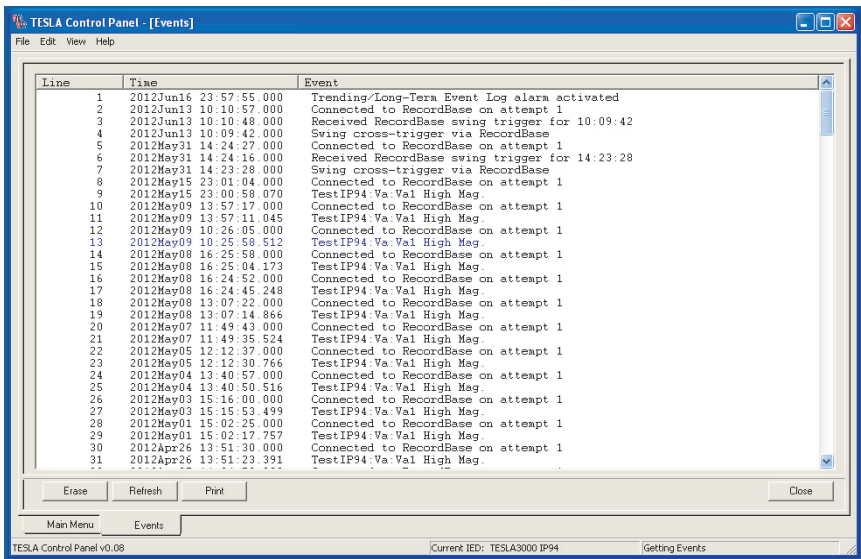 TESLA Control Panel - [Events]
File Edit View Help
Line Time Event
1 2012Jun16 23:57:55.000 Trending/Long-Term Event Log alarm activated
2 2012Jun13 10:10:57.000 Connected to RecordBase on attempt 1
3 2012Jun13 10:10:48.000 Received RecordBase swing trigger for 10:09:42
4 2012Jun13 10:09:42.000 Swing cross-trigger via RecordBase
5 2012May31 14:24:27.000 Connected to RecordBase on attempt 1
6 2012May31 14:24:16.000 Received RecordBase swing trigger for 14:23:28
7 2012May31 14:23:28.000 Swing cross-trigger via RecordBase
8 2012May15 23:01:04.000 Connected to RecordBase on attempt 1
9 2012May15 23:00:58.070 TestIP94:Va:Va1 High Mag.
10 2012May09 13:57:17.000 Connected to RecordBase on attempt 1
11 2012May09 13:57:11.045 TestIP94:Va:Va1 High Mag.
12 2012May09 10:26:05.000 Connected to RecordBase on attempt 1
13 2012May09 10:25:58.512 TestIP94:Va:Va1 High Mag.
14 2012May08 16:25:58.000 Connected to RecordBase on attempt 1
15 2012May08 16:25:04.173 TestIP94:Va:Va1 High Mag.
16 2012May08 16:24:52.000 Connected to RecordBase on attempt 1
17 2012May08 16:24:45.248 TestIP94:Va:Va1 High Mag.
18 2012May08 13:07:22.000 Connected to RecordBase on attempt 1
19 2012May08 13:07:14.866 TestIP94:Va:Va1 High Mag.
20 2012May07 11:49:43.000 Connected to RecordBase on attempt 1
21 2012May07 11:49:35.524 TestIP94:Va:Va1 High Mag.
22 2012May05 12:12:37.000 Connected to RecordBase on attempt 1
23 2012May05 12:12:30.766 TestIP94:Va:Va1 High Mag.
24 2012May04 13:40:57.000 Connected to RecordBase on attempt 1
25 2012May04 13:40:50.516 TestIP94:Va:Va1 High Mag.
26 2012May03 15:16:00.000 Connected to RecordBase on attempt 1
27 2012May03 15:15:53.499 TestIP94:Va:Va1 High Mag.
28 2012May01 15:02:25.000 Connected to RecordBase on attempt 1
29 2012May01 15:02:17.757 TestIP94:Va:Va1 High Mag.
30 2012Apr26 13:51:30.000 Connected to RecordBase on attempt 1
31 2012Apr26 13:51:23.391 TestIP94:Va:Va1 High Mag.
Erase Refresh Print Close
Main Menu Events
TESLA Control Panel v0.08 Current IED: TESLA3000 IP94 Getting Events